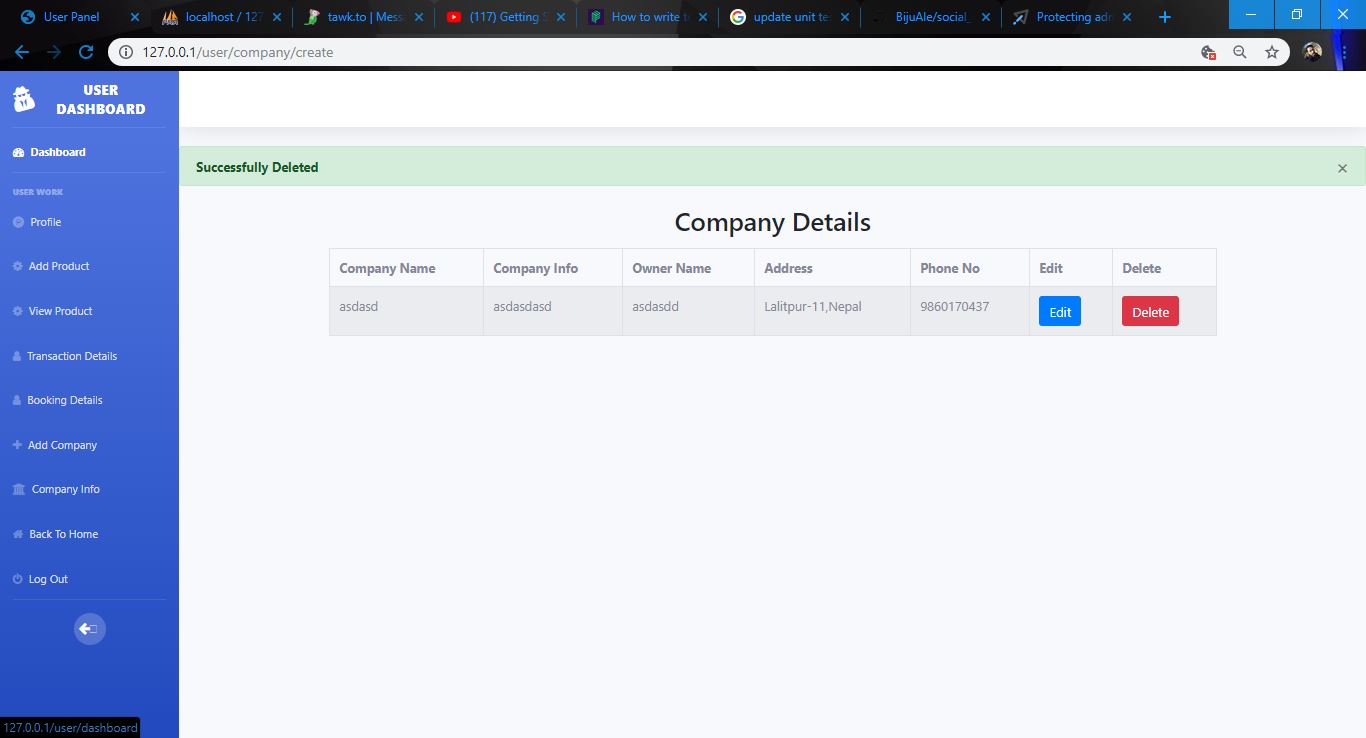 User Panel
localhost / 127
tawk.to | Mess
(117) Getting S
How to write t
update unit te
BijuAle/social_
Protecting adm
127.0.0.1/user/company/create
USER
DASHBOARD
Dashboard
USER WORK
Profile
Add Product
View Product
Transaction Details
Booking Details
Add Company
Company Info
Back To Home
Log Out
Successfully Deleted
×
Company Details
Company Name Company Info Owner Name Address Phone No Edit Delete
asdasd asdasdasd asdasdd Lalitpur-11,Nepal 9860170437 Edit Delete
127.0.0.1/user/dashboard